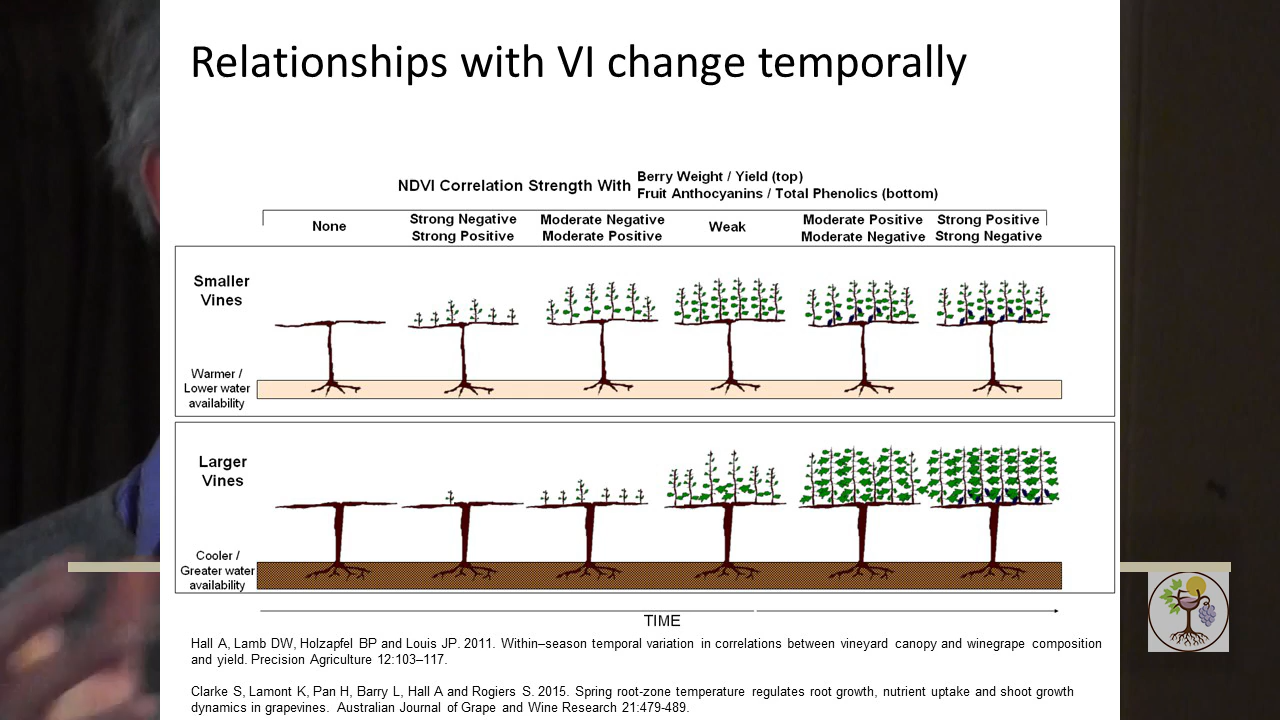 Relationships with VI change temporally
NDVI Correlation Strength With
Berry Weight / Yield (top)
Fruit Anthocyanins / Total Phenolics (bottom)
None
Strong Negative
Strong Positive
Moderate Negative
Moderate Positive
Weak
Moderate Positive
Moderate Negative
Strong Positive
Strong Negative
Smaller
Vines
Warmer /
Lower water
availability
Larger
Vines
Cooler /
Greater water
availability
TIME
Hall A, Lamb DW, Holzapfel BP and Louis JP. 2011. Within–season temporal variation in correlations between vineyard canopy and winegrape composition
and yield. Precision Agriculture 12:103–117.
Clarke S, Lamont K, Pan H, Barry L, Hall A and Rogiers S. 2015. Spring root-zone temperature regulates root growth, nutrient uptake and shoot growth
dynamics in grapevines. Australian Journal of Grape and Wine Research 21:479-489.